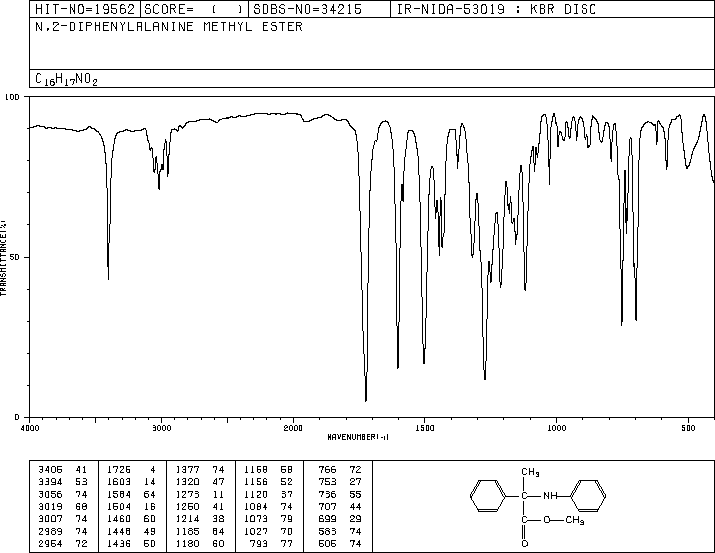 HIT-NO=19562 SCORE= ( ) SDBS-NO=34215 IR-NIDA-53019 : KBR DISC
N,2-DIPHENYLALANINE METHYL ESTER
C16H17NO2
100
50
0
TRANSMITTANCE(%)
4000 3000 2000 1500 1000 500
WAVENUMBER(-1)
3406 41 1726 4 1377 74 1168 68 766 72
3394 53 1603 14 1320 47 1156 52 753 27
3056 74 1584 64 1273 11 1120 37 736 55
3019 68 1504 16 1250 41 1084 74 707 44
3007 74 1460 60 1214 38 1073 79 699 29
2989 74 1448 49 1185 64 1027 70 583 74
2954 72 1436 50 1180 60 793 77 506 74
CH3
C NH
C O CH3
O